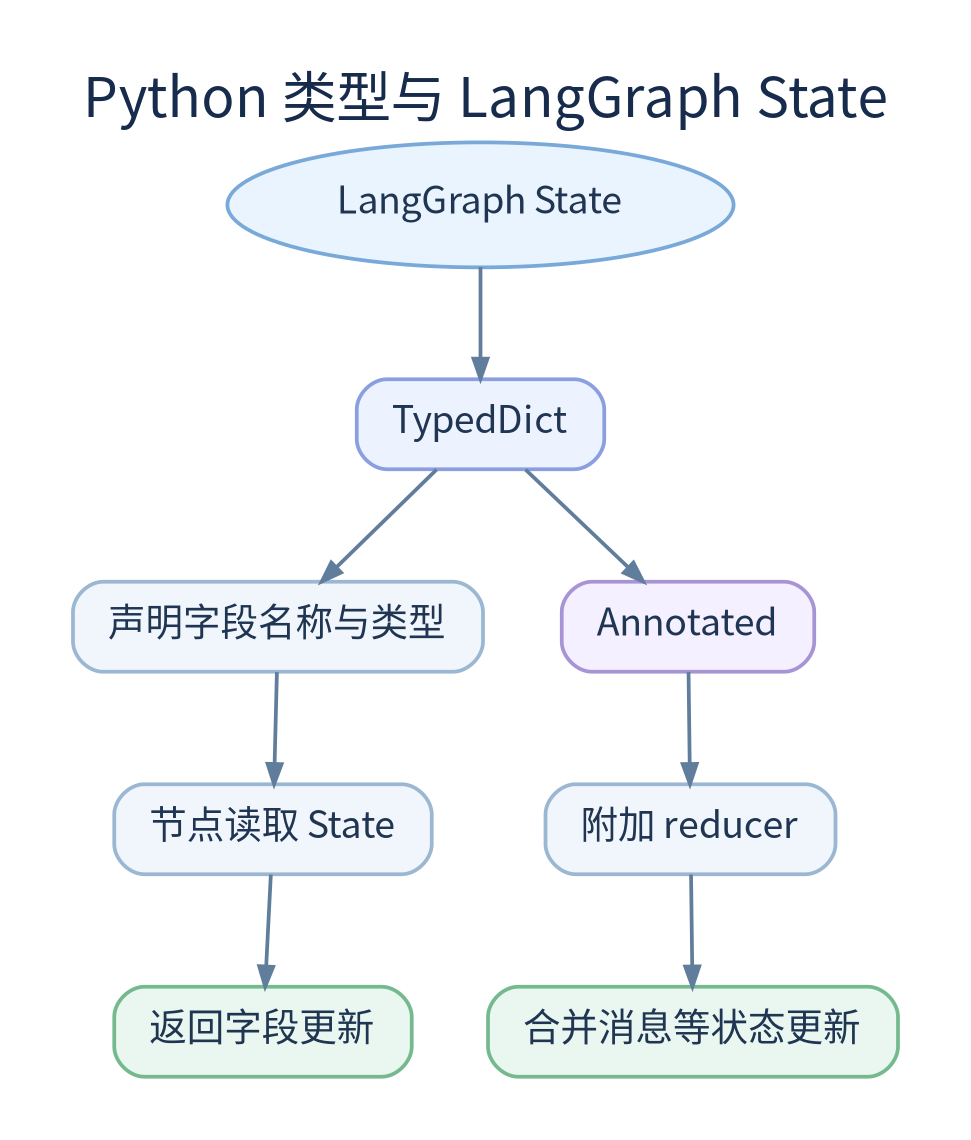 Python 类型与 LangGraph State
LangGraph State
TypedDict
声明字段名称与类型
Annotated
节点读取 State
附加 reducer
返回字段更新
合并消息等状态更新